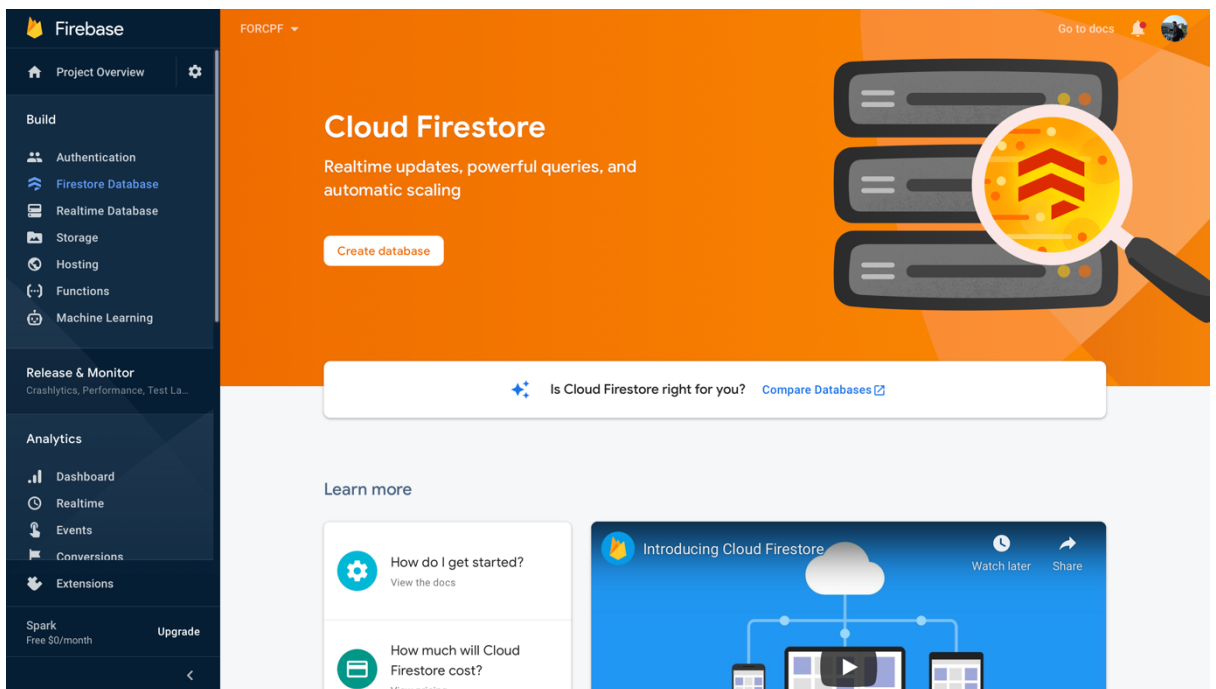 Firebase
Project Overview
Build
Authentication
Firestore Database
Realtime Database
Storage
Hosting
Functions
Machine Learning
Release & Monitor
Crashlytics, Performance, Test La...
Analytics
Dashboard
Realtime
Events
Conversions
Extensions
Spark
Free $0/month
Upgrade
FORCPF
Go to docs
Cloud Firestore
Realtime updates, powerful queries, and
automatic scaling
Create database
Is Cloud Firestore right for you? Compare Databases
Learn more
How do I get started?
View the docs
How much will Cloud
Firestore cost?
View pricing
Introducing Cloud Firestore
Watch later
Share